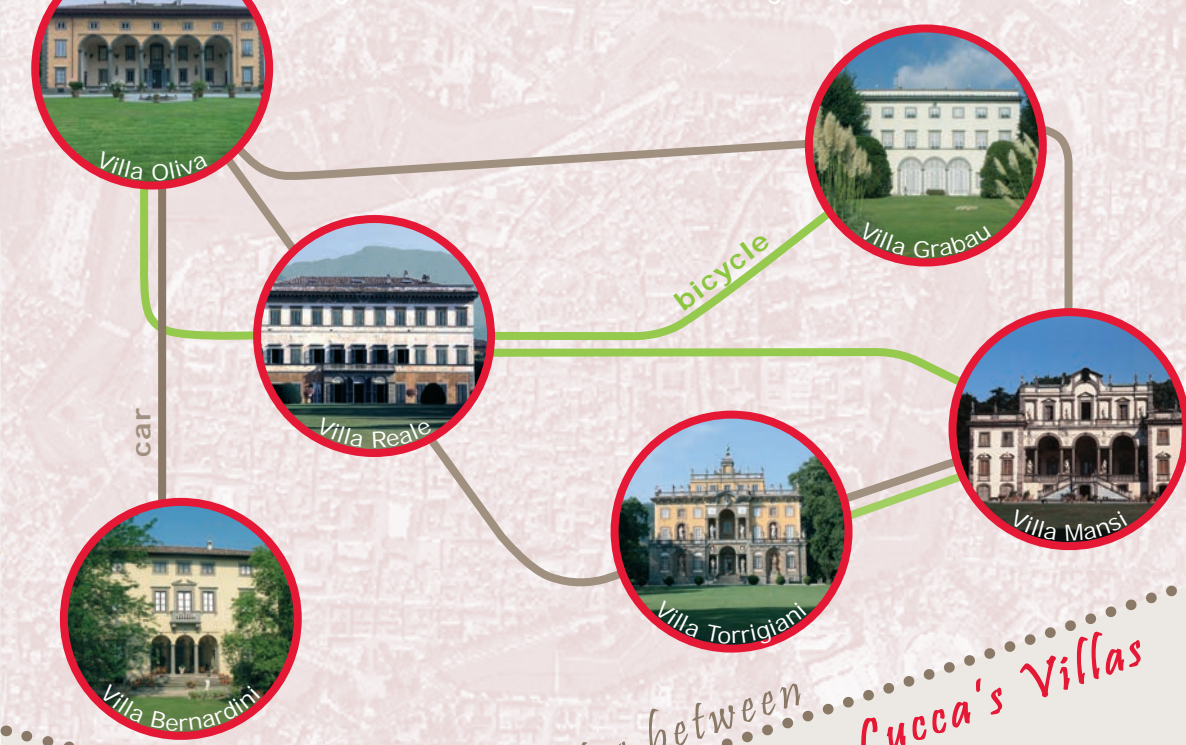 Villa Oliva
Villa Grabau
bicycle
Villa Reale
car
Villa Mansi
Villa Torrigiani
Villa Bernardini
between
Lucca's Villas